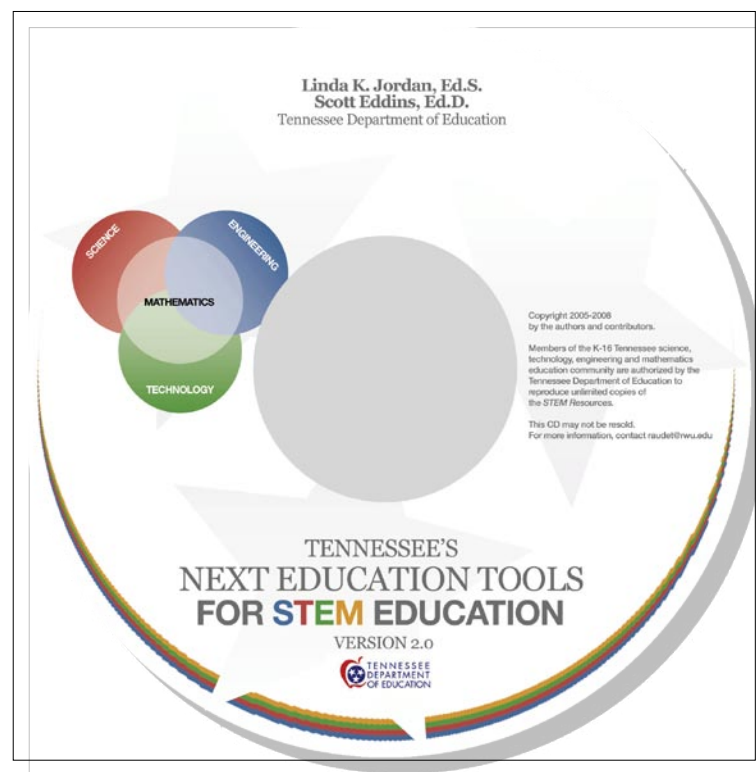 Linda K. Jordan, Ed.S.
Scott Eddins, Ed.D.
Tennessee Department of Education
SCIENCE
ENGINEERING
MATHEMATICS
TECHNOLOGY
Copyright 2005-2008
by the authors and contributors.
Members of the K-16 Tennessee science,
technology, engineering and mathematics
education community are authorized by the
Tennessee Department of Education to
reproduce unlimited copies of
the STEM Resources.
This CD may not be resold.
For more information, contact raudet@rwu.edu
TENNESSEE'S
NEXT EDUCATION TOOLS
FOR STEM EDUCATION
VERSION 2.0
TENNESSEE
DEPARTMENT
OF EDUCATION